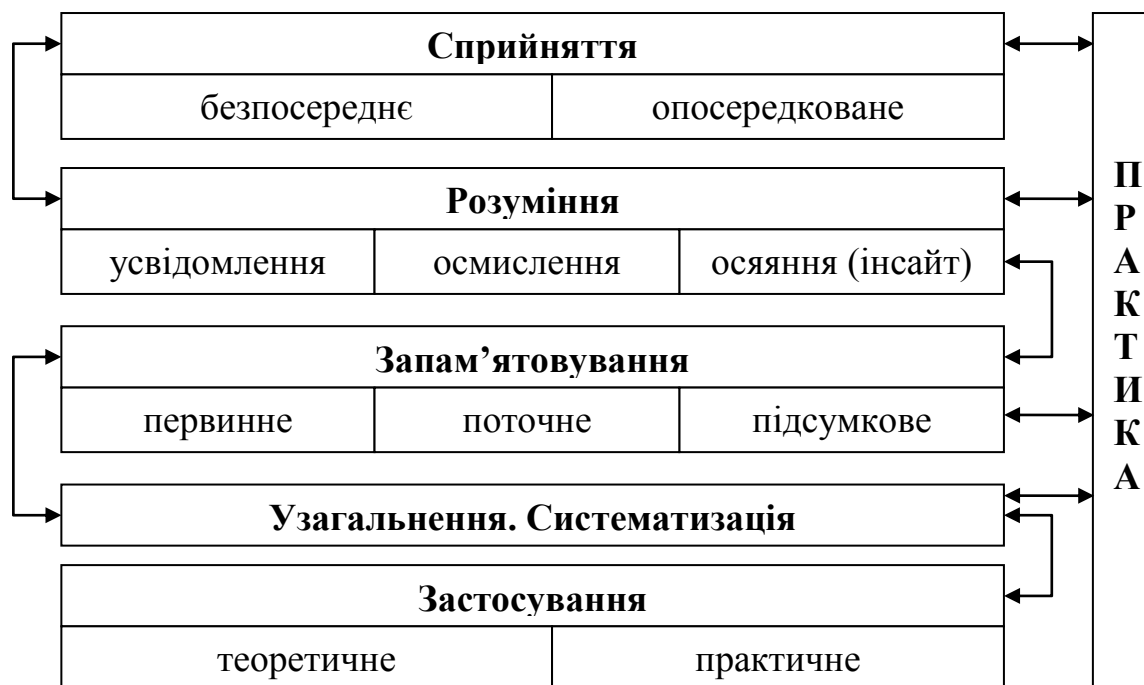 Сприйняття
безпосереднє опосередковане
Розуміння
усвідомлення осмислення осяяння (інсайт)
Запам’ятовування
первинне поточне підсумкове
Узагальнення. Систематизація
Застосування
теоретичне практичне
П
Р
А
К
Т
И
К
А